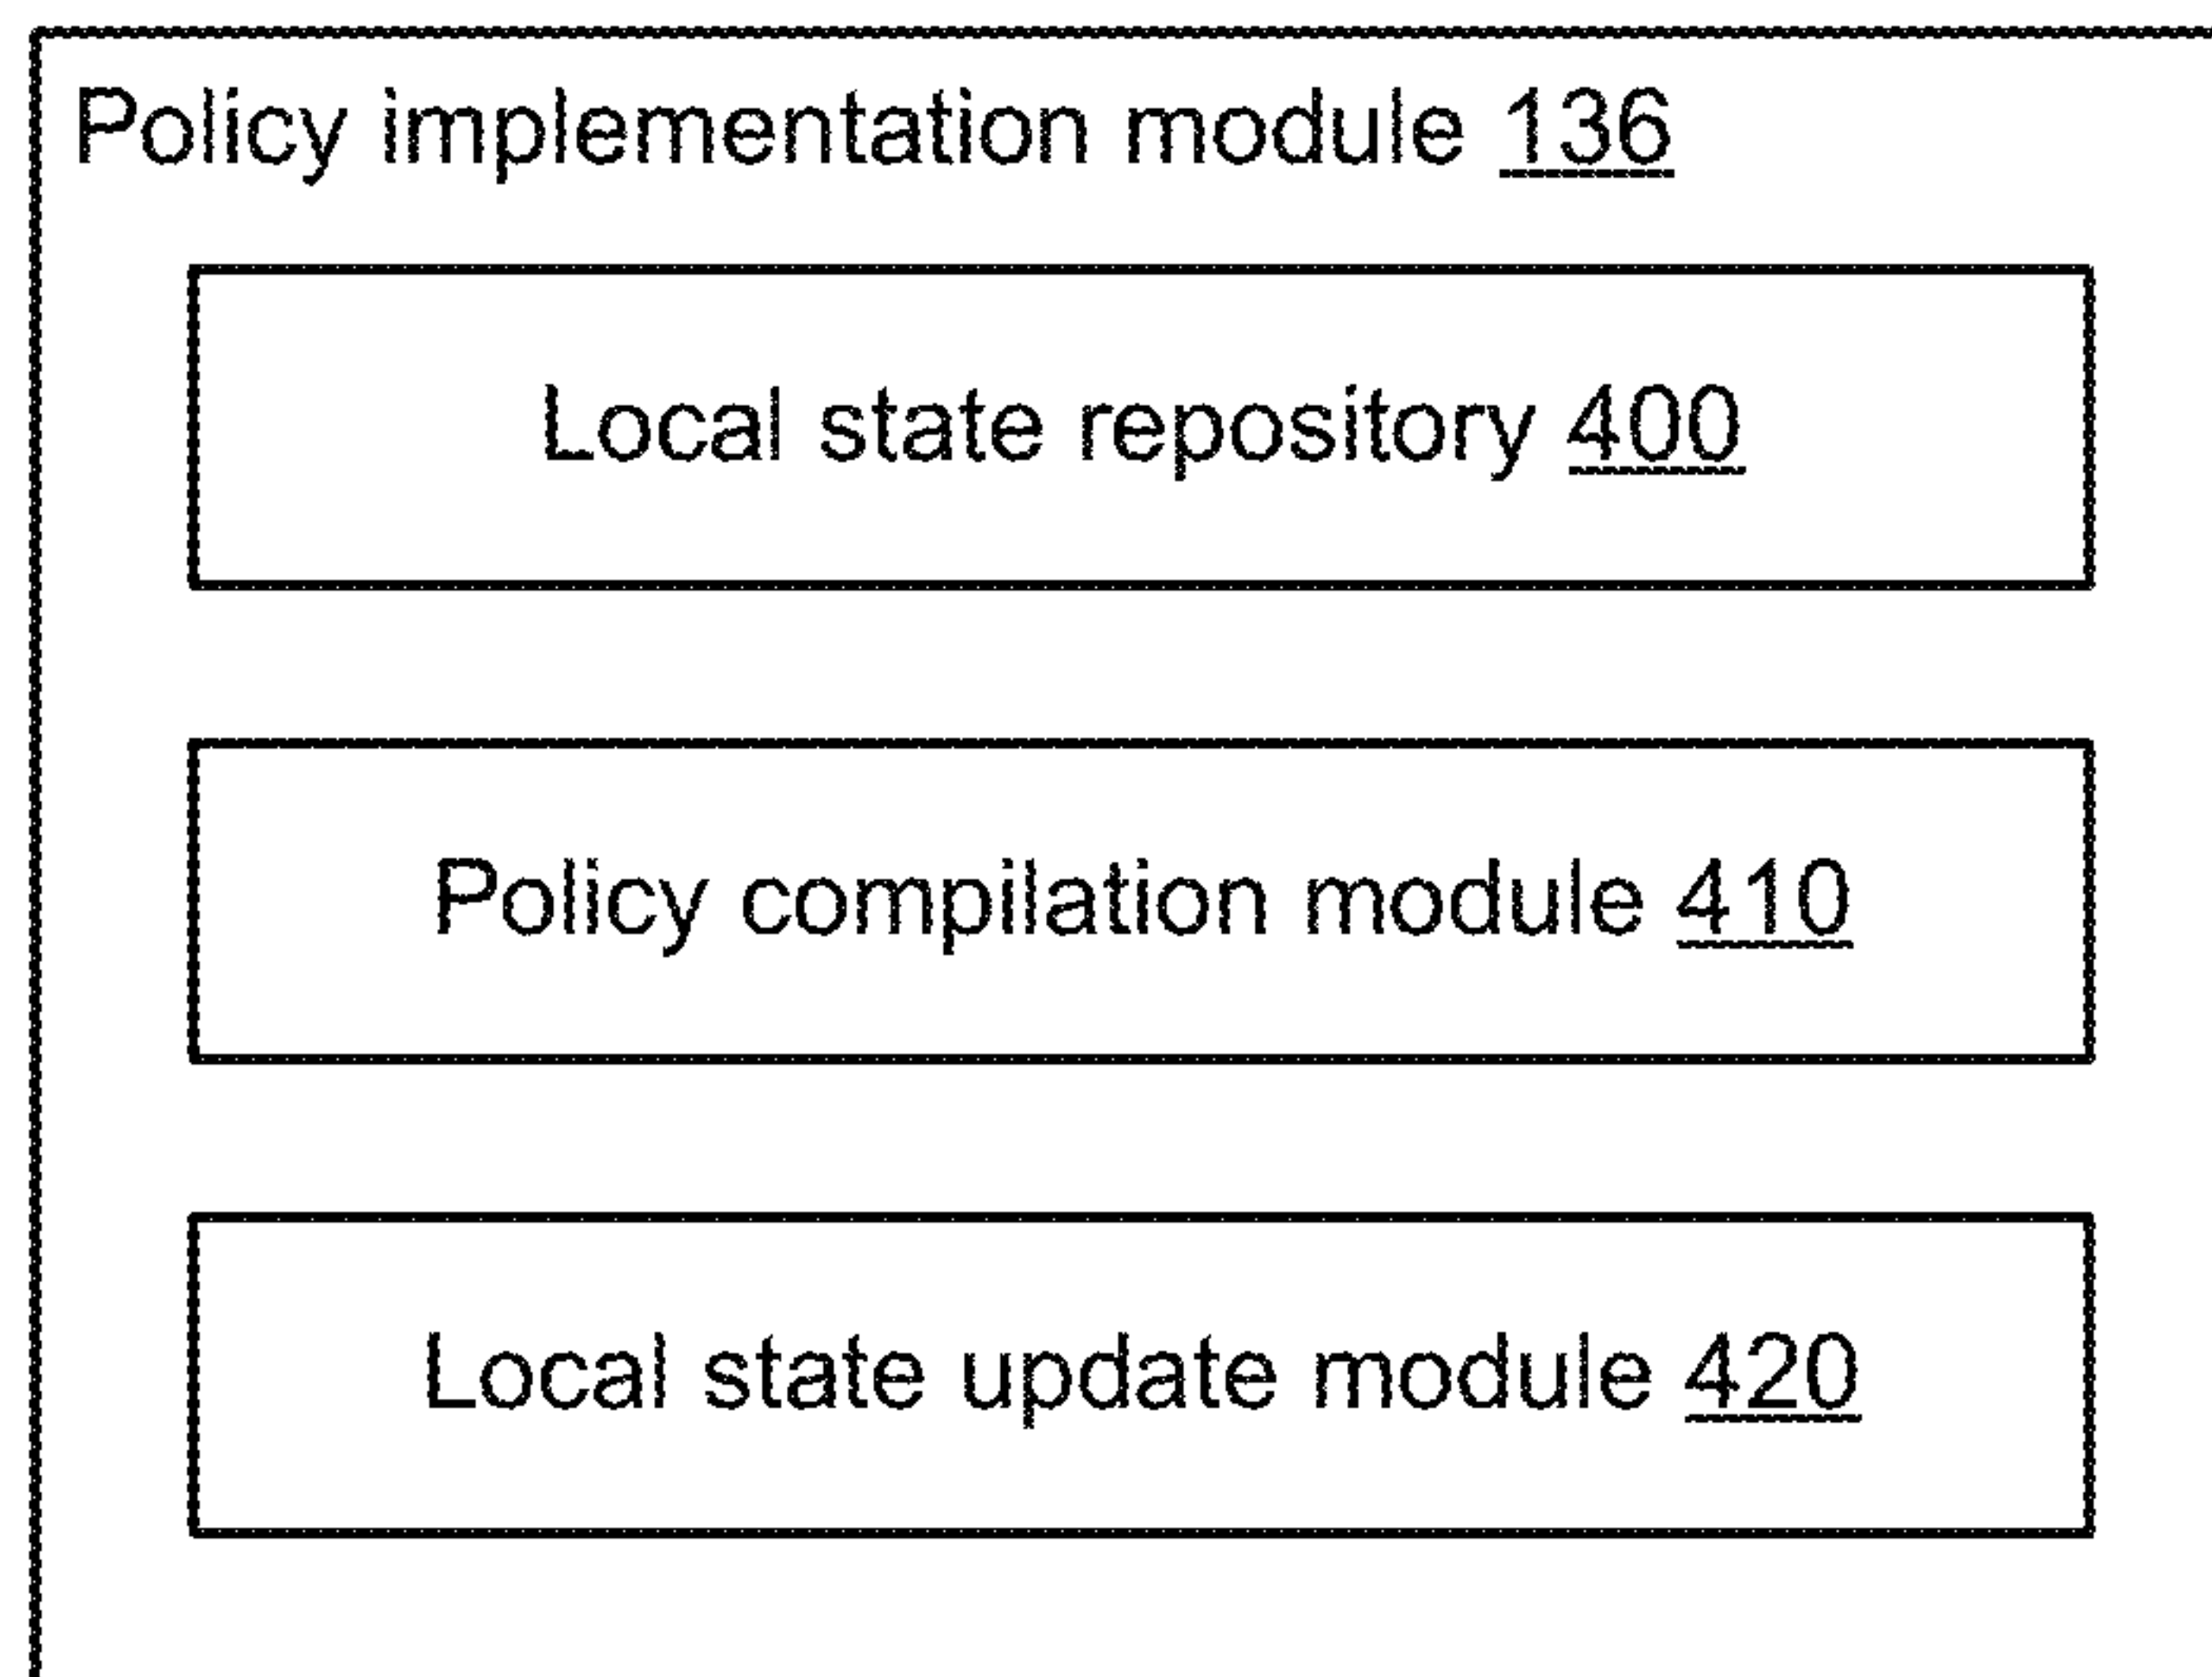 Policy implementation module 136
Local state repository 400
Policy compilation module 410
Local state update module 420